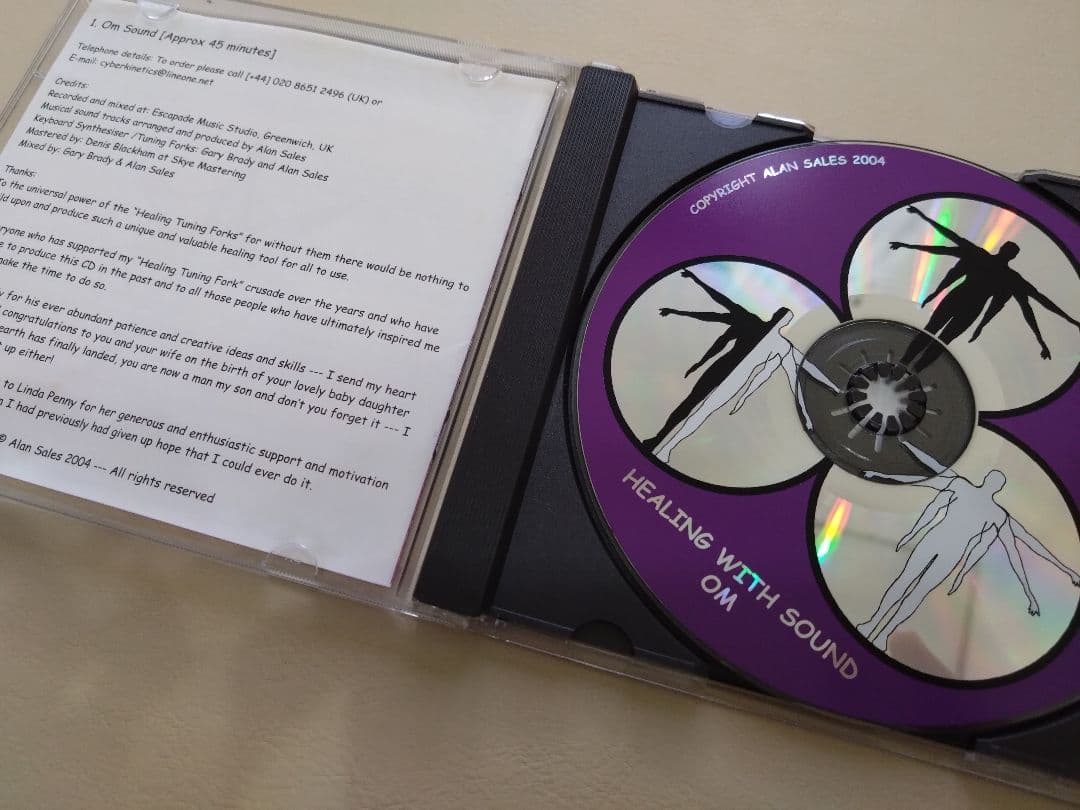 1. Om Sound [Approx 45 minutes]
Telephone details: To order please call [+44] 020 8651 2496 (UK) or
E-mail: cyberkinetics@lineone.net
Credits:
Recorded and mixed at: Escapade Music Studio, Greenwich, UK
Musical sound tracks arranged and produced by Alan Sales
Keyboard Synthesiser /Tuning Forks: Gary Brady and Alan Sales
Mastered by: Denis Blackham at Skye Mastering
Mixed by: Gary Brady & Alan Sales
Thanks:
To the universal power of the "Healing Tuning Forks" for without them there would be nothing to
upon and produce such a unique and valuable healing tool for all to use.
who has supported my "Healing Tuning Fork" crusade over the years and who have
to produce this CD in the past and to all those people who have ultimately inspired me
make the time to do so.
for his ever abundant patience and creative ideas and skills --- I send my heart
congratulations to you and your wife on the birth of your lovely baby daughter
earth has finally landed, you are now a man my son and don't you forget it --- I
up either!
to Linda Penny for her generous and enthusiastic support and motivation
I had previously had given up hope that I could ever do it.
© Alan Sales 2004 --- All rights reserved
COPYRIGHT ALAN SALES 2004
HEALING WITH SOUND
OM